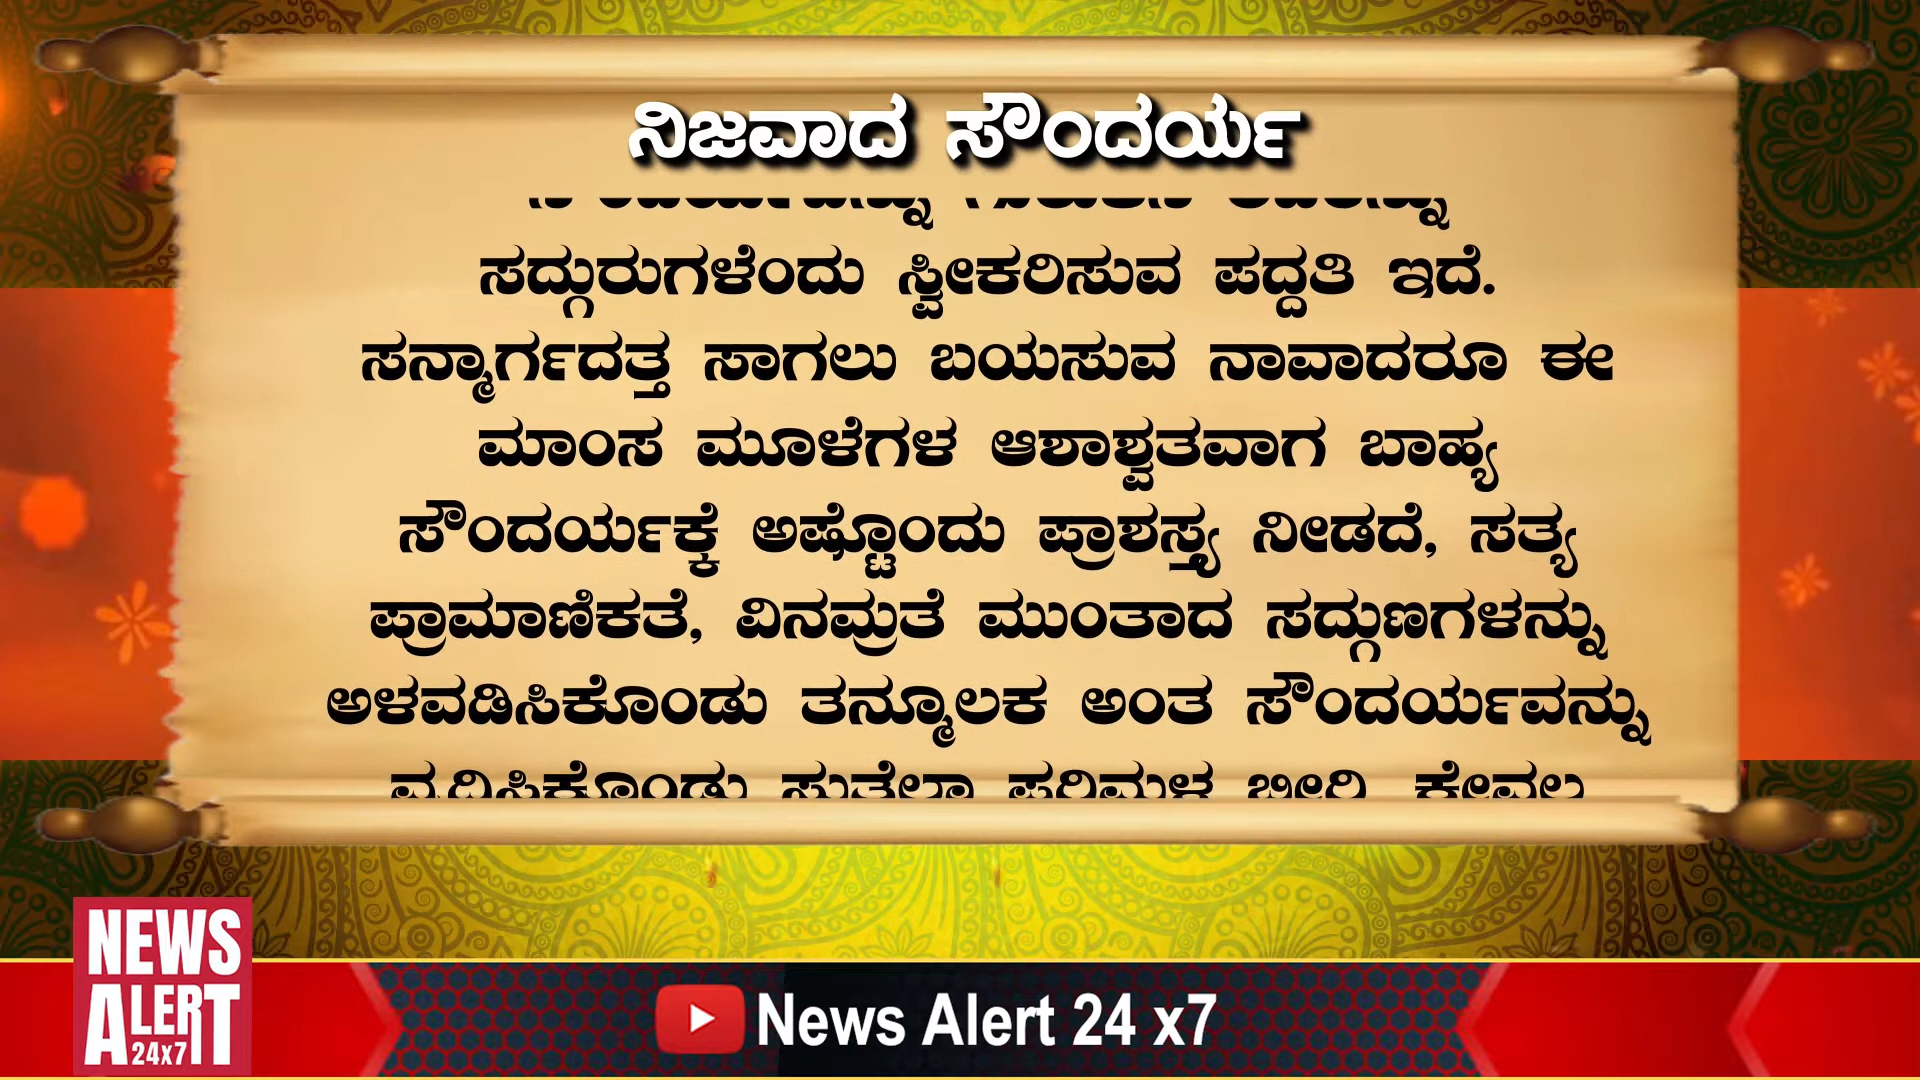 ನಿಜವಾದ ಸೌಂದರ್ಯ
ಸದ್ಗುರುಗಳೆಂದು ಸ್ವೀಕರಿಸುವ ಪದ್ದತಿ ಇದೆ.
ಸನ್ಮಾರ್ಗದತ್ತ ಸಾಗಲು ಬಯಸುವ ನಾವಾದರೂ ಈ
ಮಾಂಸ ಮೂಳೆಗಳ ಆಶಾಶ್ವತವಾಗ ಬಾಹ್ಯ
ಸೌಂದರ್ಯಕ್ಕೆ ಅಷ್ಟೊಂದು ಪ್ರಾಶಸ್ತ್ಯ ನೀಡದೆ, ಸತ್ಯ
ಪ್ರಾಮಾಣಿಕತೆ, ವಿನಮ್ರತೆ ಮುಂತಾದ ಸದ್ಗುಣಗಳನ್ನು
ಅಳವಡಿಸಿಕೊಂಡು ತನ್ಮೂಲಕ ಅಂತ ಸೌಂದರ್ಯವನ್ನು
NEWS
ALERT
24x7
News Alert 24 x7